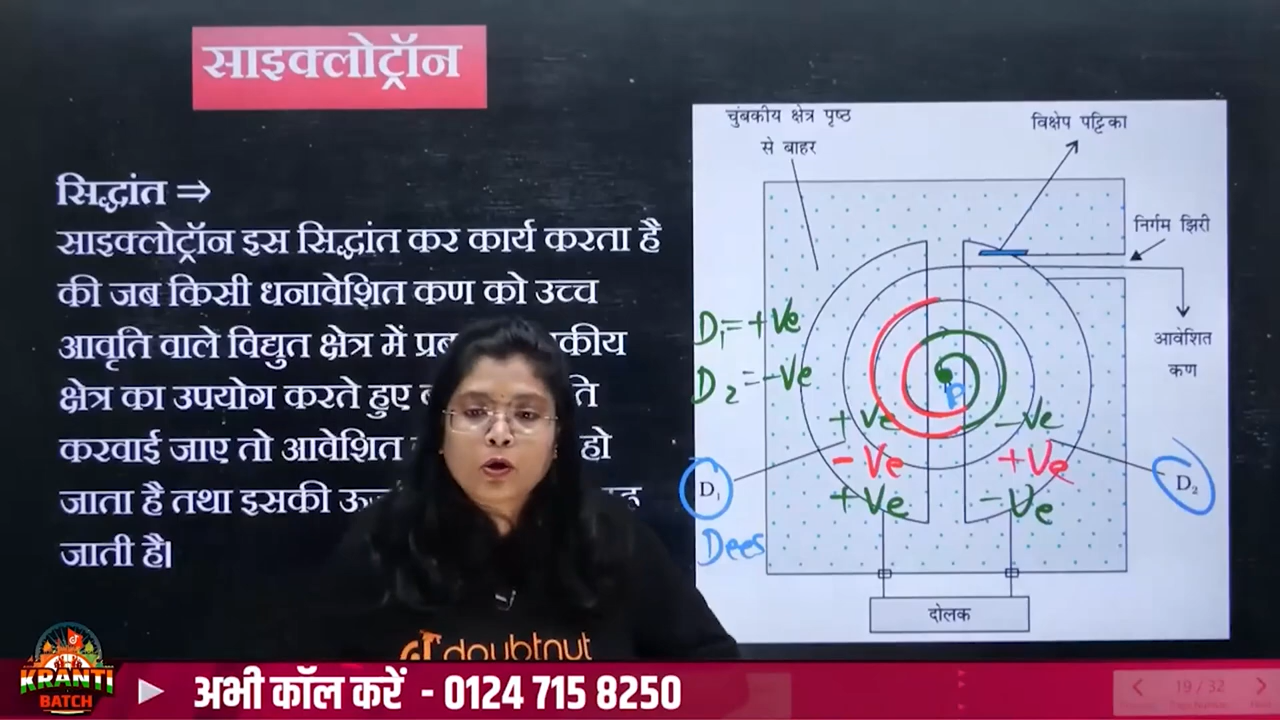 साइक्लोट्रॉन
सिद्धांत ⇒
साइक्लोट्रॉन इस सिद्धांत कर कार्य करता है
की जब किसी धनावेशित कण को उच्च
आवृति वाले विद्युत क्षेत्र में
क्षेत्र का उपयोग करते हुए
करवाई जाए तो आवेशित हो
जाता है तथा इसकी
जाती है।
चुंबकीय क्षेत्र पृष्ठ
से बाहर
विक्षेप पट्टिका
निर्गम झिरी
आवेशित
कण
D₁ = +Ve
D₂ = -Ve
P
+Ve -Ve
-Ve +Ve
+Ve -Ve
D₁
D₂
Dees
दोलक
doubtnut
KRANTI
BATCH
अभी कॉल करें - 0124 715 8250
19 / 32